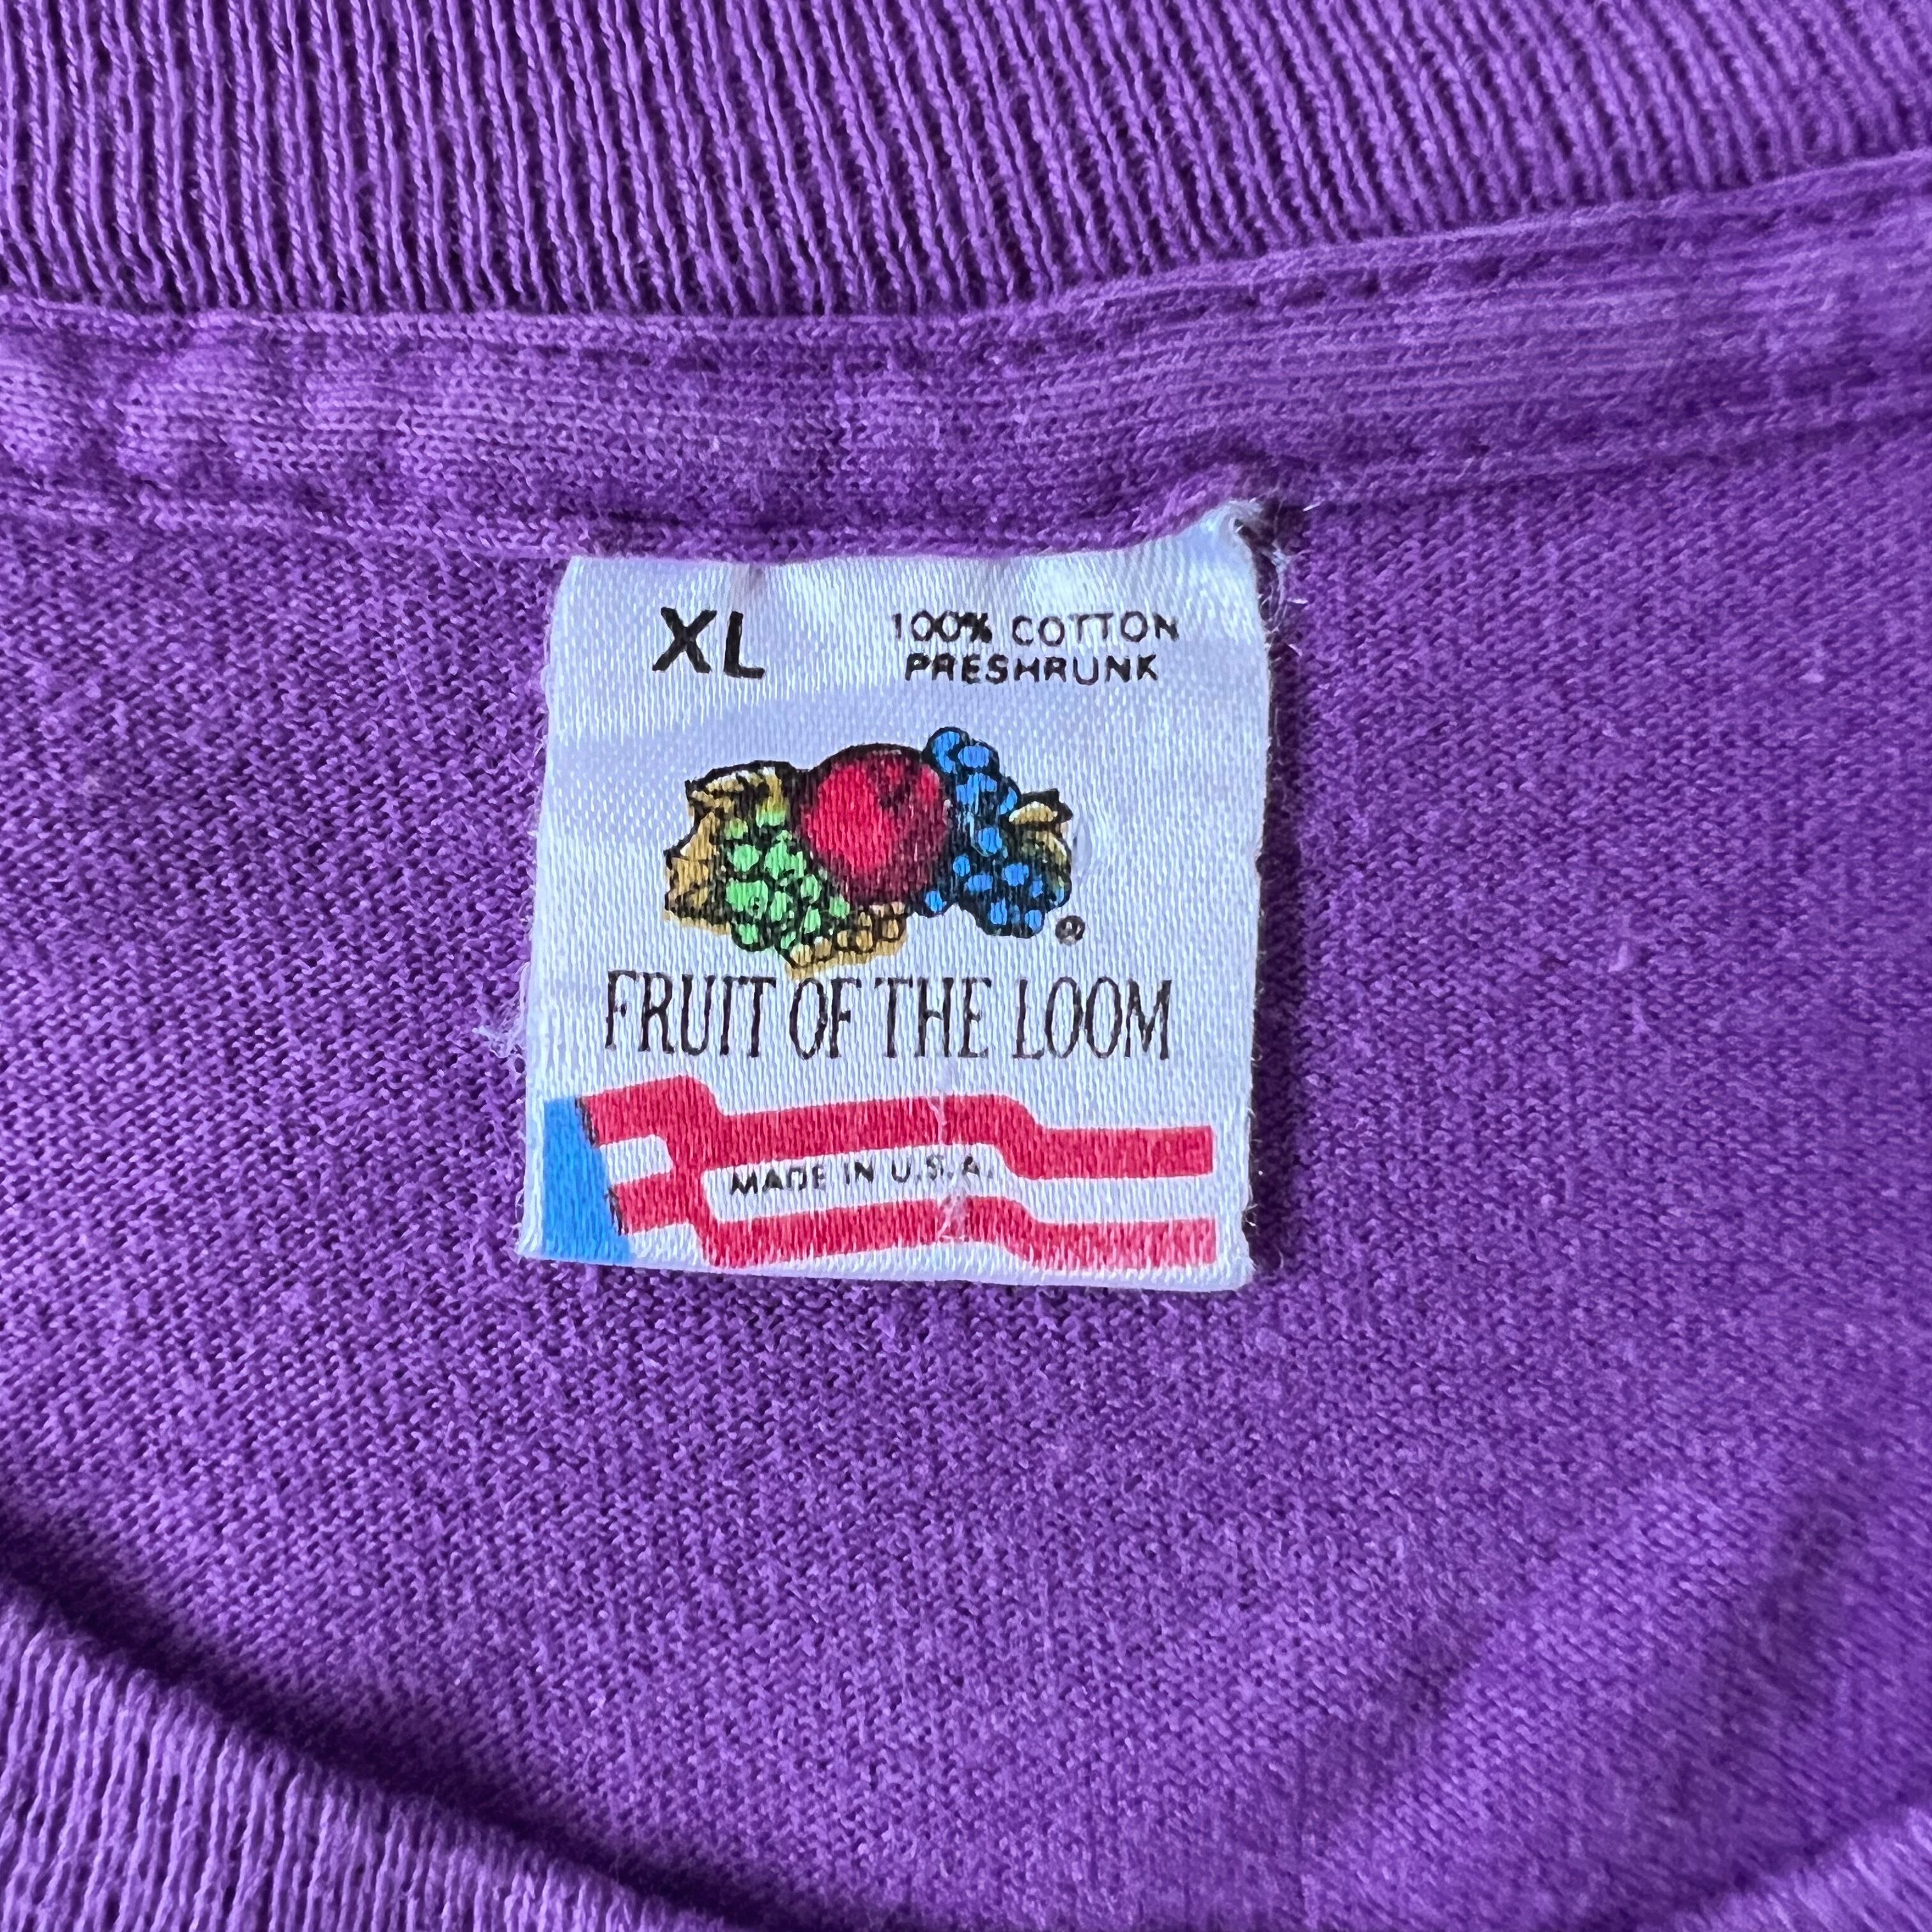 XL
100% COTTON
PRESHRUNK
®
FRUIT OF THE LOOM
MADE IN U.S.A.